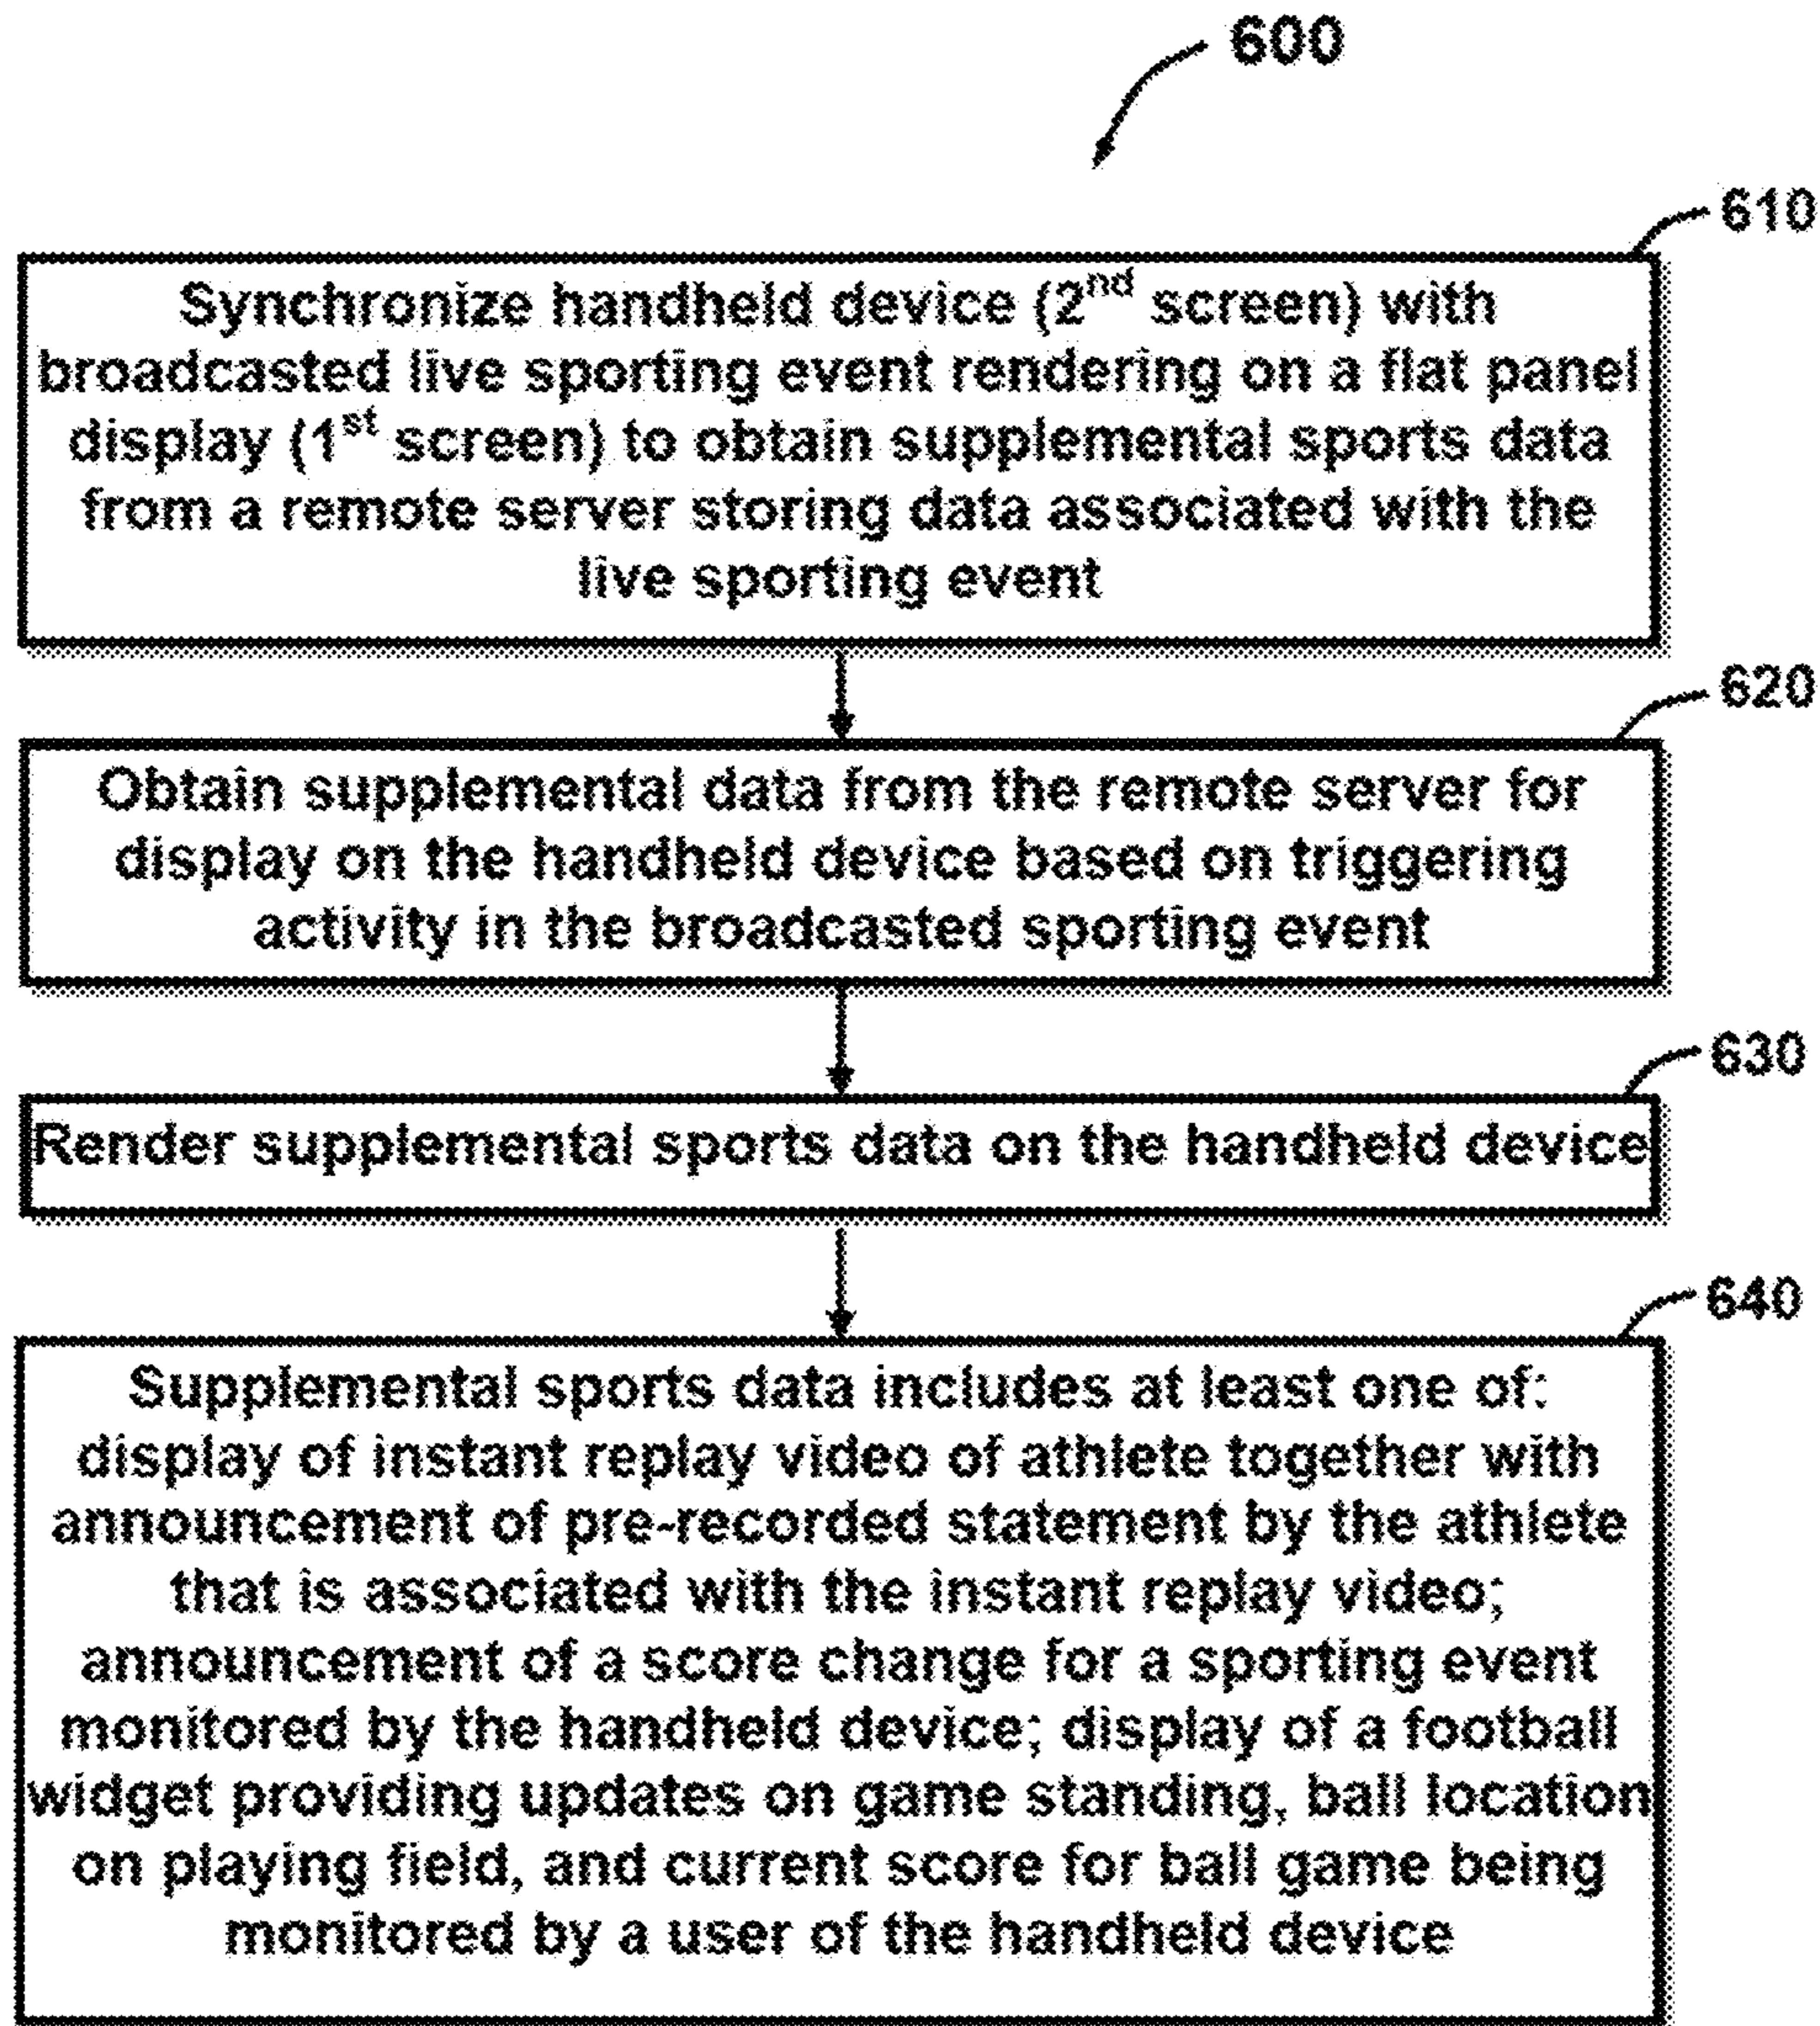 600
610
Synchronize handheld device (2nd screen) with
broadcasted live sporting event rendering on a flat panel
display (1st screen) to obtain supplemental sports data
from a remote server storing data associated with the
live sporting event
620
Obtain supplemental data from the remote server for
display on the handheld device based on triggering
activity in the broadcasted sporting event
630
Render supplemental sports data on the handheld device
640
Supplemental sports data includes at least one of:
display of instant replay video of athlete together with
announcement of pre-recorded statement by the athlete
that is associated with the instant replay video;
announcement of a score change for a sporting event
monitored by the handheld device; display of a football
widget providing updates on game standing, ball location
on playing field, and current score for ball game being
monitored by a user of the handheld device